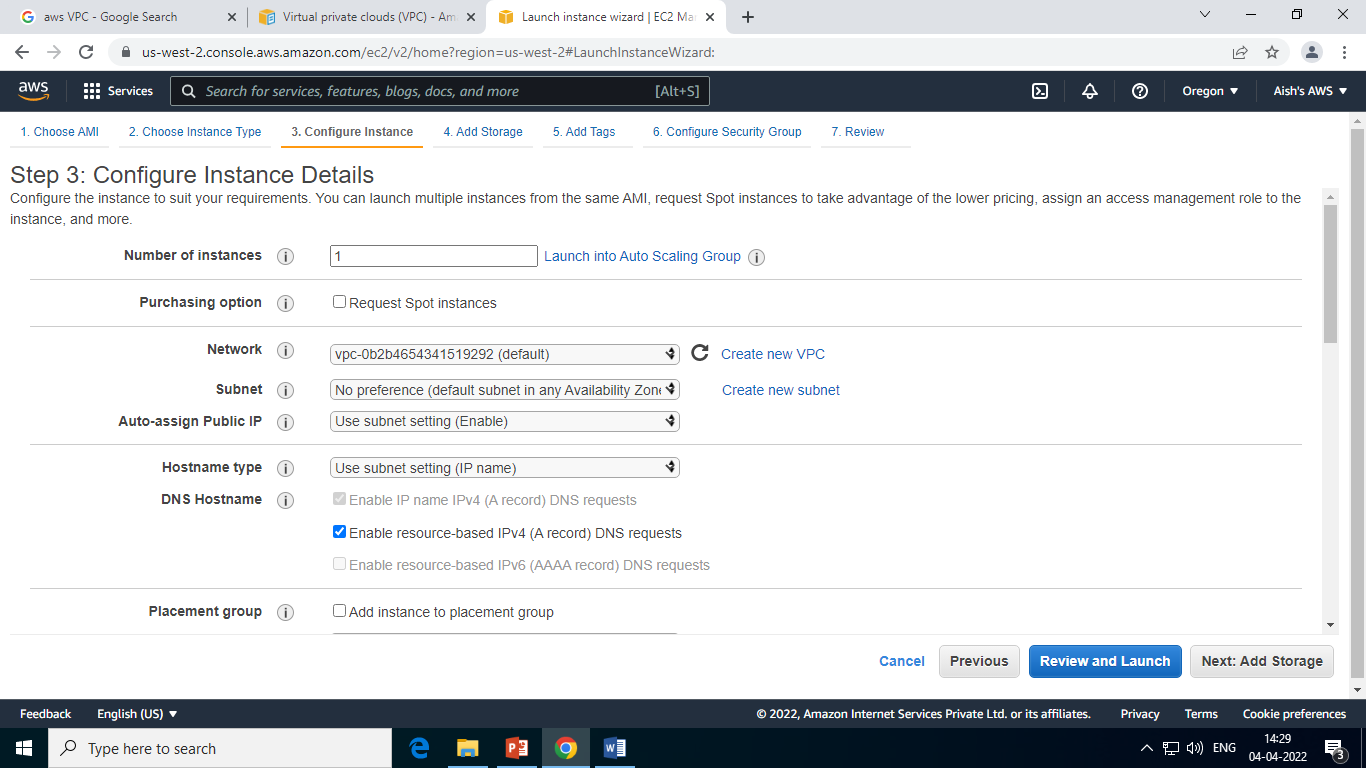 aws VPC - Google Search
Virtual private clouds (VPC) - Am
Launch instance wizard | EC2 Ma
us-west-2.console.aws.amazon.com/ec2/v2/home?region=us-west-2#LaunchInstanceWizard:
aws
Services
Search for services, features, blogs, docs, and more
[Alt+S]
Oregon
Aish's AWS
1. Choose AMI
2. Choose Instance Type
3. Configure Instance
4. Add Storage
5. Add Tags
6. Configure Security Group
7. Review
Step 3: Configure Instance Details
Configure the instance to suit your requirements. You can launch multiple instances from the same AMI, request Spot instances to take advantage of the lower pricing, assign an access management role to the
instance, and more.
Number of instances
1
Launch into Auto Scaling Group
Purchasing option
Request Spot instances
Network
vpc-0b2b4654341519292 (default)
Create new VPC
Subnet
No preference (default subnet in any Availability Zone
Create new subnet
Auto-assign Public IP
Use subnet setting (Enable)
Hostname type
Use subnet setting (IP name)
DNS Hostname
Enable IP name IPv4 (A record) DNS requests
Enable resource-based IPv4 (A record) DNS requests
Enable resource-based IPv6 (AAAA record) DNS requests
Placement group
Add instance to placement group
Cancel
Previous
Review and Launch
Next: Add Storage
Feedback
English (US)
© 2022, Amazon Internet Services Private Ltd. or its affiliates.
Privacy
Terms
Cookie preferences
Type here to search
ENG
14:29
04-04-2022
3